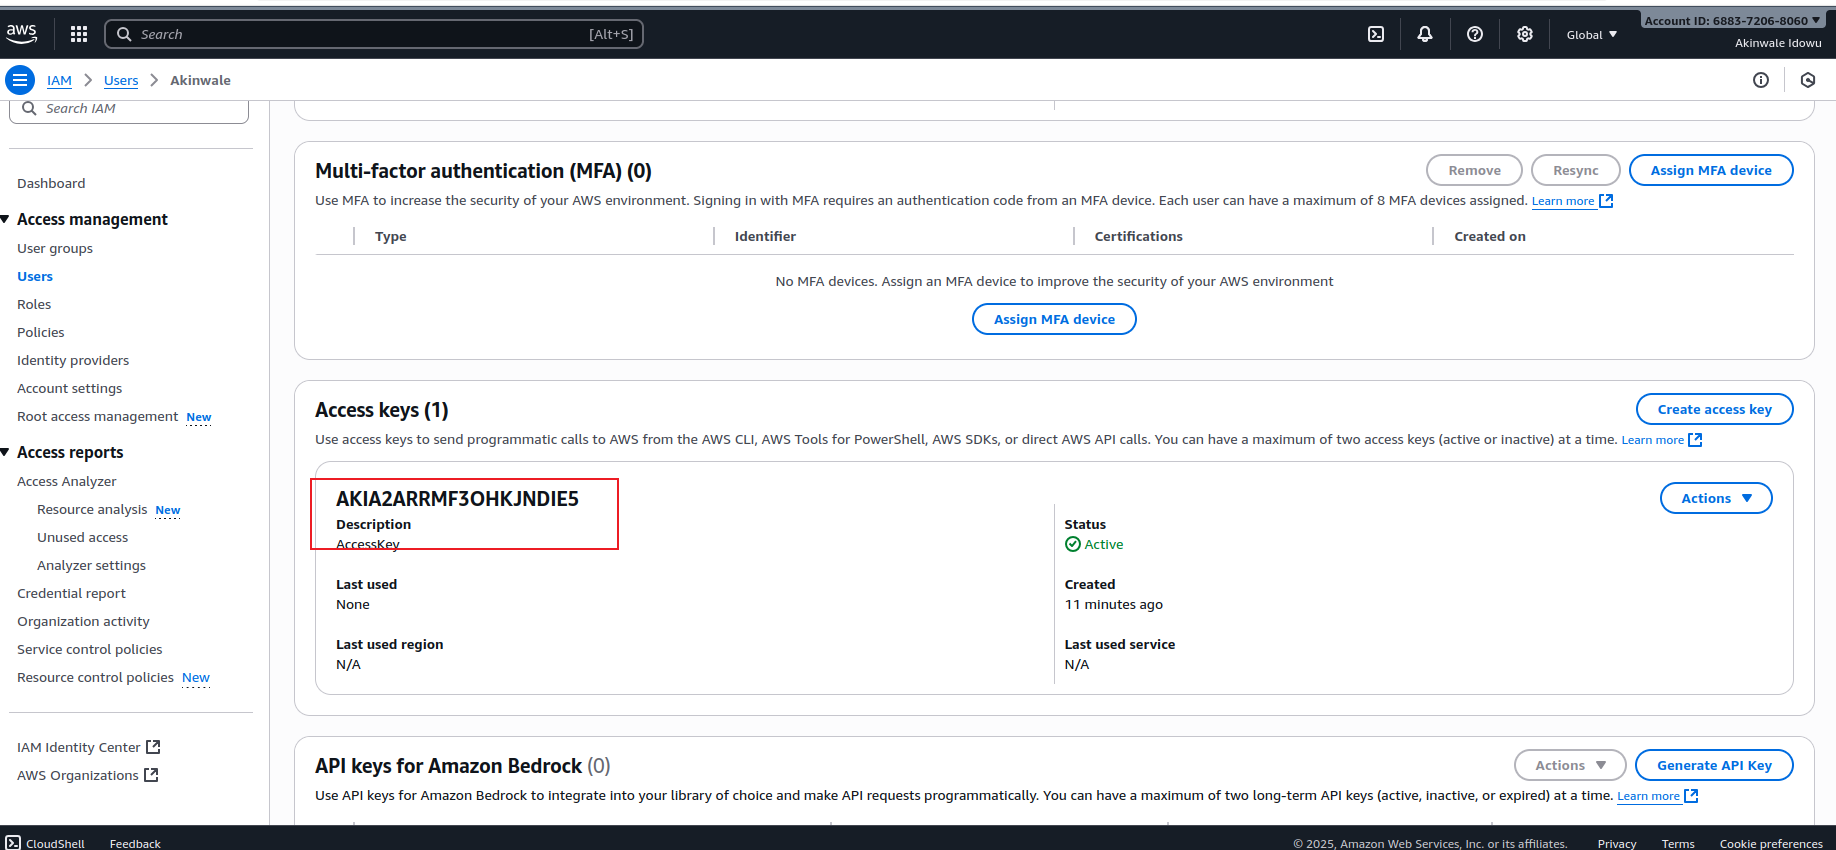 aws
Search
[Alt+S]
Global
Account ID: 6883-7206-8060
Akinwale Idowu
IAM
Users
Akinwale
Search IAM
Dashboard
Access management
User groups
Users
Roles
Policies
Identity providers
Account settings
Root access management New
Access reports
Access Analyzer
Resource analysis New
Unused access
Analyzer settings
Credential report
Organization activity
Service control policies
Resource control policies New
IAM Identity Center
AWS Organizations
Multi-factor authentication (MFA) (0)
Remove
Resync
Assign MFA device
Use MFA to increase the security of your AWS environment. Signing in with MFA requires an authentication code from an MFA device. Each user can have a maximum of 8 MFA devices assigned. Learn more
Type
Identifier
Certifications
Created on
No MFA devices. Assign an MFA device to improve the security of your AWS environment
Assign MFA device
Access keys (1)
Create access key
Use access keys to send programmatic calls to AWS from the AWS CLI, AWS Tools for PowerShell, AWS SDKs, or direct AWS API calls. You can have a maximum of two access keys (active or inactive) at a time. Learn more
AKIA2ARRMF3OHKJNDIE5
Actions
Description
AccessKey
Status
Active
Last used
None
Created
11 minutes ago
Last used region
N/A
Last used service
N/A
API keys for Amazon Bedrock (0)
Actions
Generate API Key
Use API keys for Amazon Bedrock to integrate into your library of choice and make API requests programmatically. You can have a maximum of two long-term API keys (active, inactive, or expired) at a time. Learn more
CloudShell
Feedback
© 2025, Amazon Web Services, Inc. or its affiliates.
Privacy
Terms
Cookie preferences